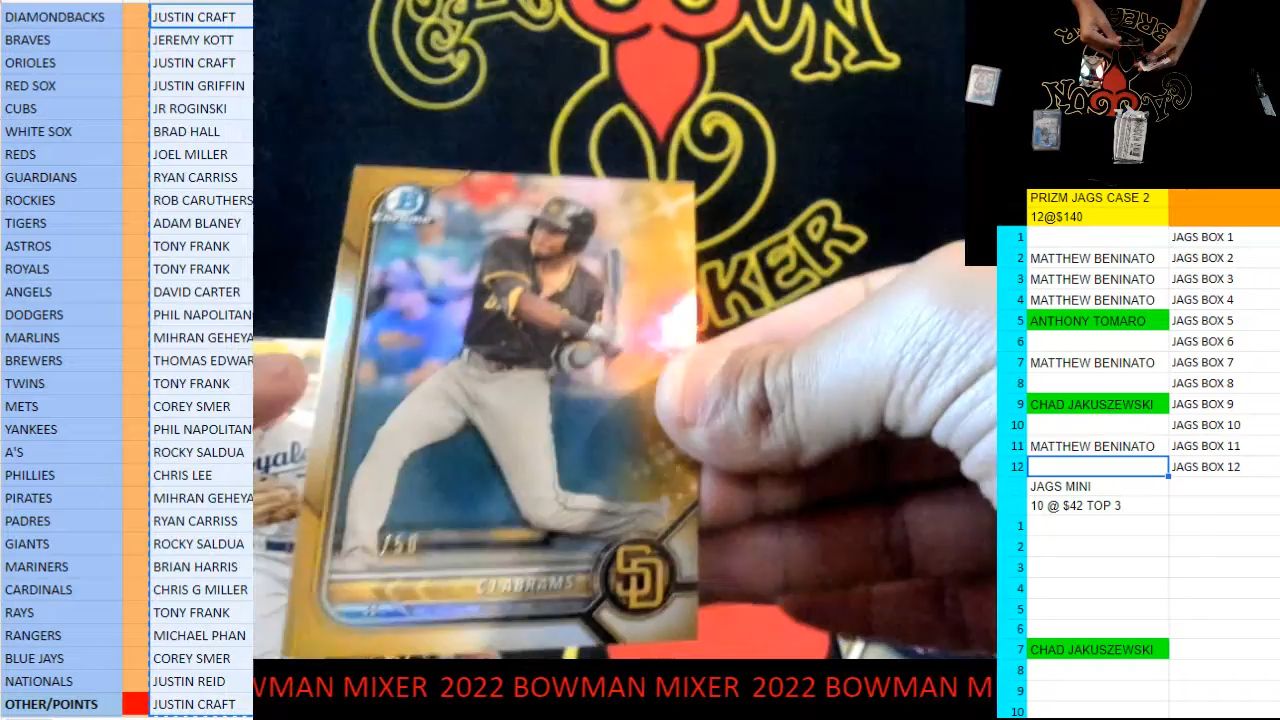 DIAMONDBACKS JUSTIN CRAFT
BRAVES JEREMY KOTT
ORIOLES JUSTIN CRAFT
RED SOX JUSTIN GRIFFIN
CUBS JR ROGINSKI
WHITE SOX BRAD HALL
REDS JOEL MILLER
GUARDIANS RYAN CARRISS
ROCKIES ROB CARUTHERS
TIGERS ADAM BLANEY
ASTROS TONY FRANK
ROYALS TONY FRANK
ANGELS DAVID CARTER
DODGERS PHIL NAPOLITAN
MARLINS MIHRAN GEHEYA
BREWERS THOMAS EDWAR
TWINS TONY FRANK
METS COREY SMER
YANKEES PHIL NAPOLITAN
A'S ROCKY SALDUA
PHILLIES CHRIS LEE
PIRATES MIHRAN GEHEYA
PADRES RYAN CARRISS
GIANTS ROCKY SALDUA
MARINERS BRIAN HARRIS
CARDINALS CHRIS G MILLER
RAYS TONY FRANK
RANGERS MICHAEL PHAN
BLUE JAYS COREY SMER
NATIONALS JUSTIN REID
OTHER/POINTS JUSTIN CRAFT
B
Chrome
/50
CJ ABRAMS
SD
WMAN MIXER 2022 BOWMAN MIXER 2022 BOWMAN M
PRIZM JAGS CASE 2
12@$140
1 JAGS BOX 1
2 MATTHEW BENINATO JAGS BOX 2
3 MATTHEW BENINATO JAGS BOX 3
4 MATTHEW BENINATO JAGS BOX 4
5 ANTHONY TOMARO JAGS BOX 5
6 JAGS BOX 6
7 MATTHEW BENINATO JAGS BOX 7
8 JAGS BOX 8
9 CHAD JAKUSZEWSKI JAGS BOX 9
10 JAGS BOX 10
11 MATTHEW BENINATO JAGS BOX 11
12 JAGS BOX 12
JAGS MINI
10 @ $42 TOP 3
1
2
3
4
5
6
7 CHAD JAKUSZEWSKI
8
9
10